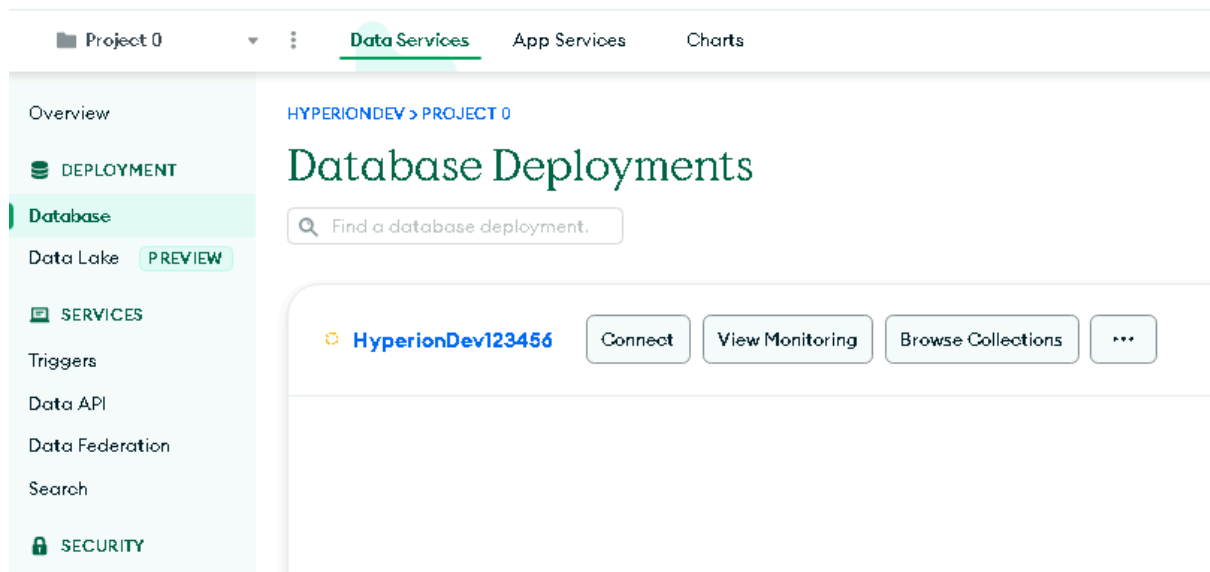 Project 0
Data Services
App Services
Charts
Overview
DEPLOYMENT
Database
Data Lake PREVIEW
SERVICES
Triggers
Data API
Data Federation
Search
SECURITY
HYPERIONDEV > PROJECT 0
Database Deployments
Find a database deployment.
HyperionDev123456
Connect
View Monitoring
Browse Collections
...